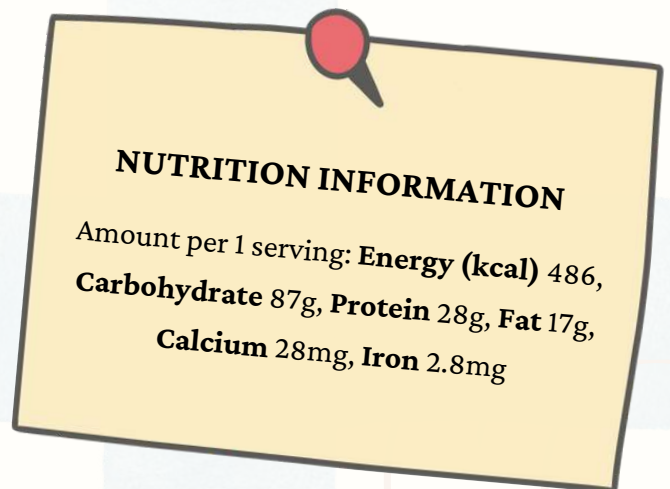 NUTRITION INFORMATION
Amount per 1 serving: Energy (kcal) 486,
Carbohydrate 87g, Protein 28g, Fat 17g,
Calcium 28mg, Iron 2.8mg